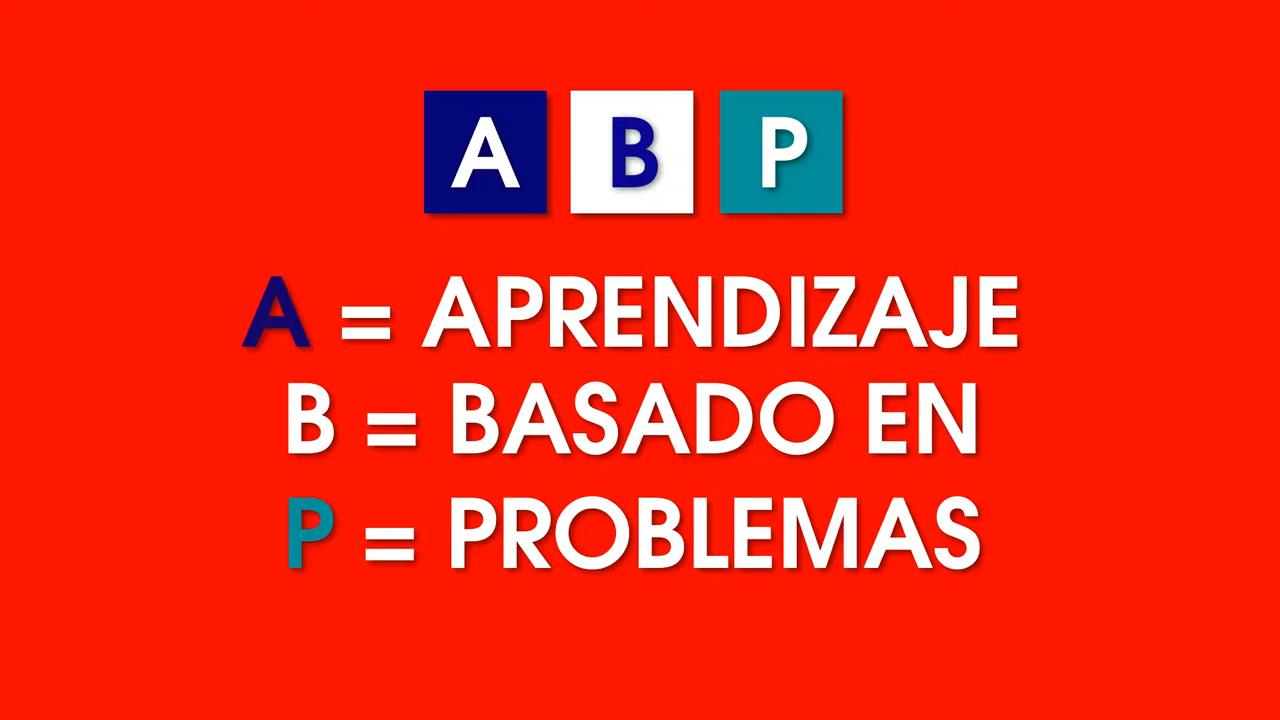 A B P
A = APRENDIZAJE
B = BASADO EN
P = PROBLEMAS